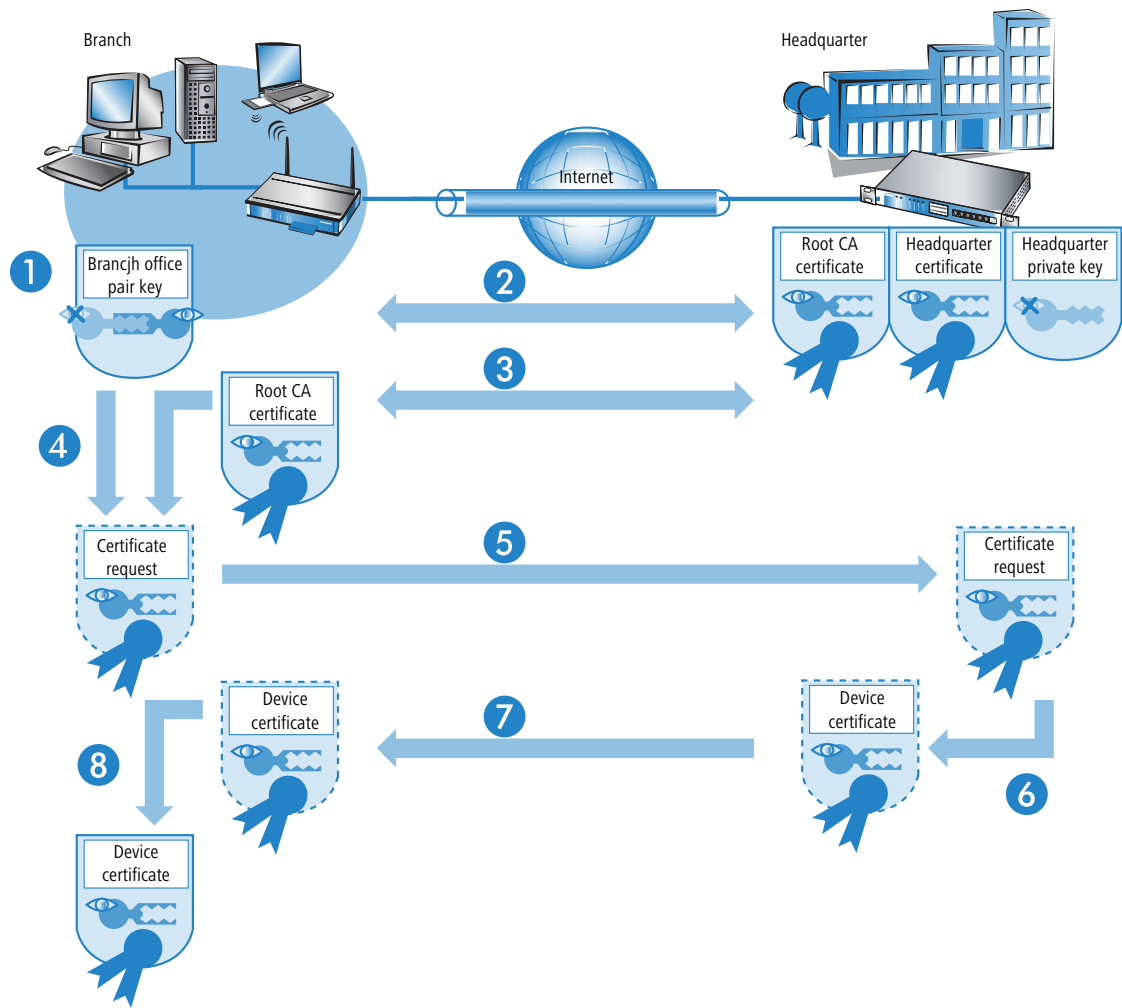 Branch
Headquarter
Internet
1
Brancjh office
pair key
2
Root CA
certificate
Headquarter
certificate
Headquarter
private key
3
Root CA
certificate
4
Certificate
request
5
Certificate
request
Device
certificate
7
Device
certificate
6
8
Device
certificate